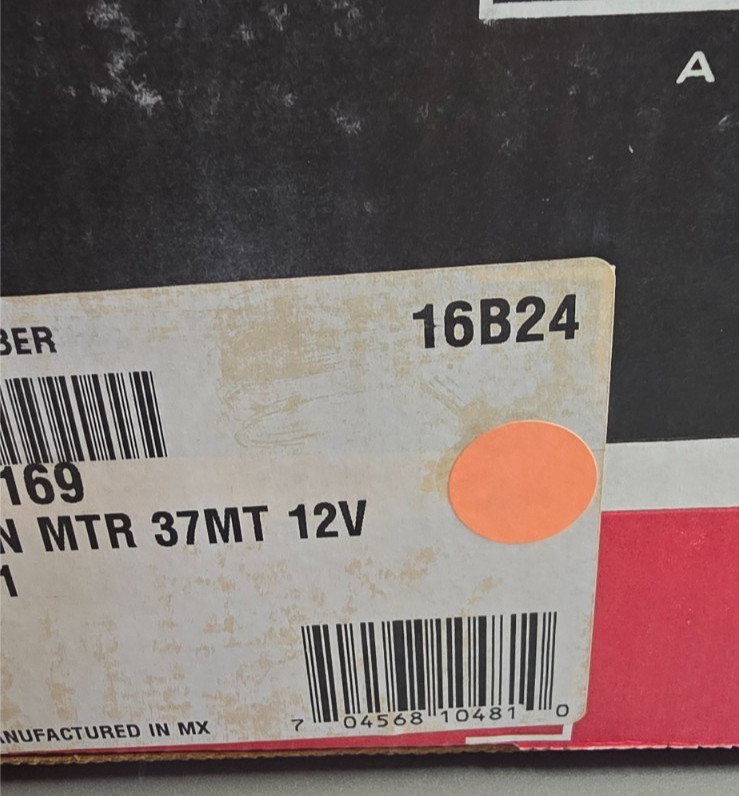 A
16B24
BER
169
N MTR 37MT 12V
1
ANUFACTURED IN MX
7 04568 10481 0